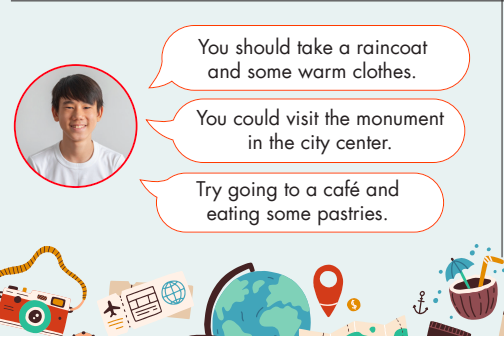 You should take a raincoat
and some warm clothes.
You could visit the monument
in the city center.
Try going to a café and
eating some pastries.